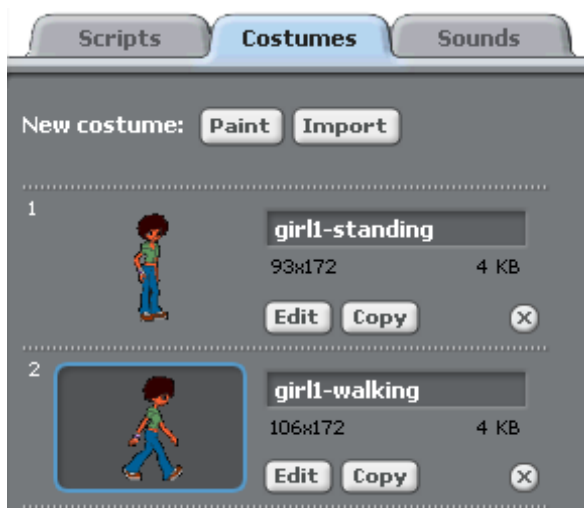 Scripts Costumes Sounds
New costume: Paint Import
1
girl1-standing
93x172 4 KB
Edit Copy x
2
girl1-walking
106x172 4 KB
Edit Copy x